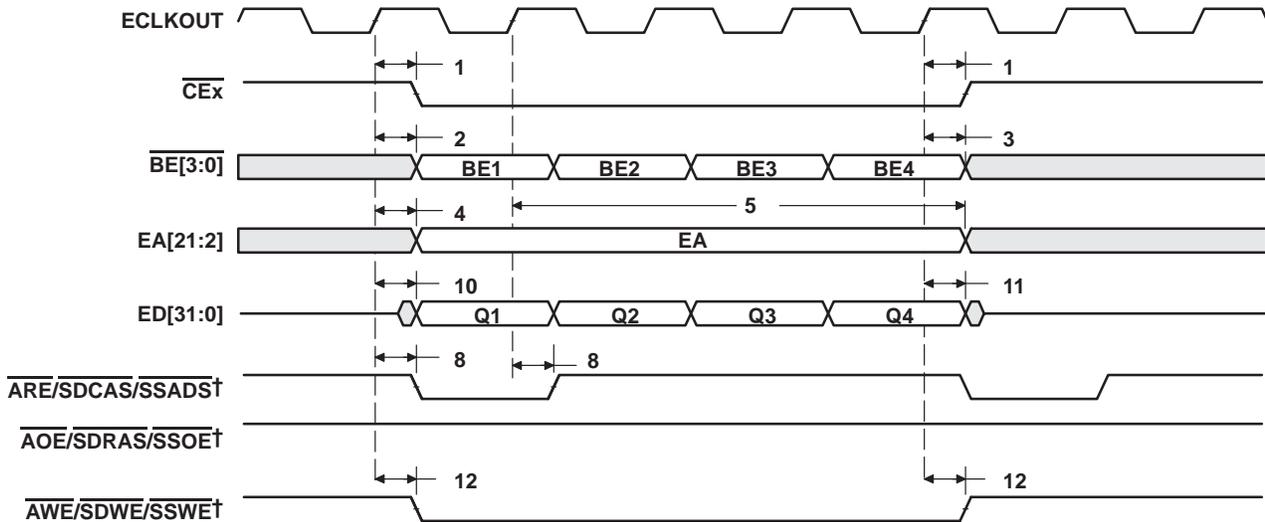 ECLKOUT
1 1
CEx
2 3
BE[3:0] BE1 BE2 BE3 BE4
4 5
EA[21:2] EA
10 11
ED[31:0] Q1 Q2 Q3 Q4
8 8
ARE/SDCAS/SSADS†
AOE/SDRAS/SSOE†
12 12
AWE/SDWE/SSWE†